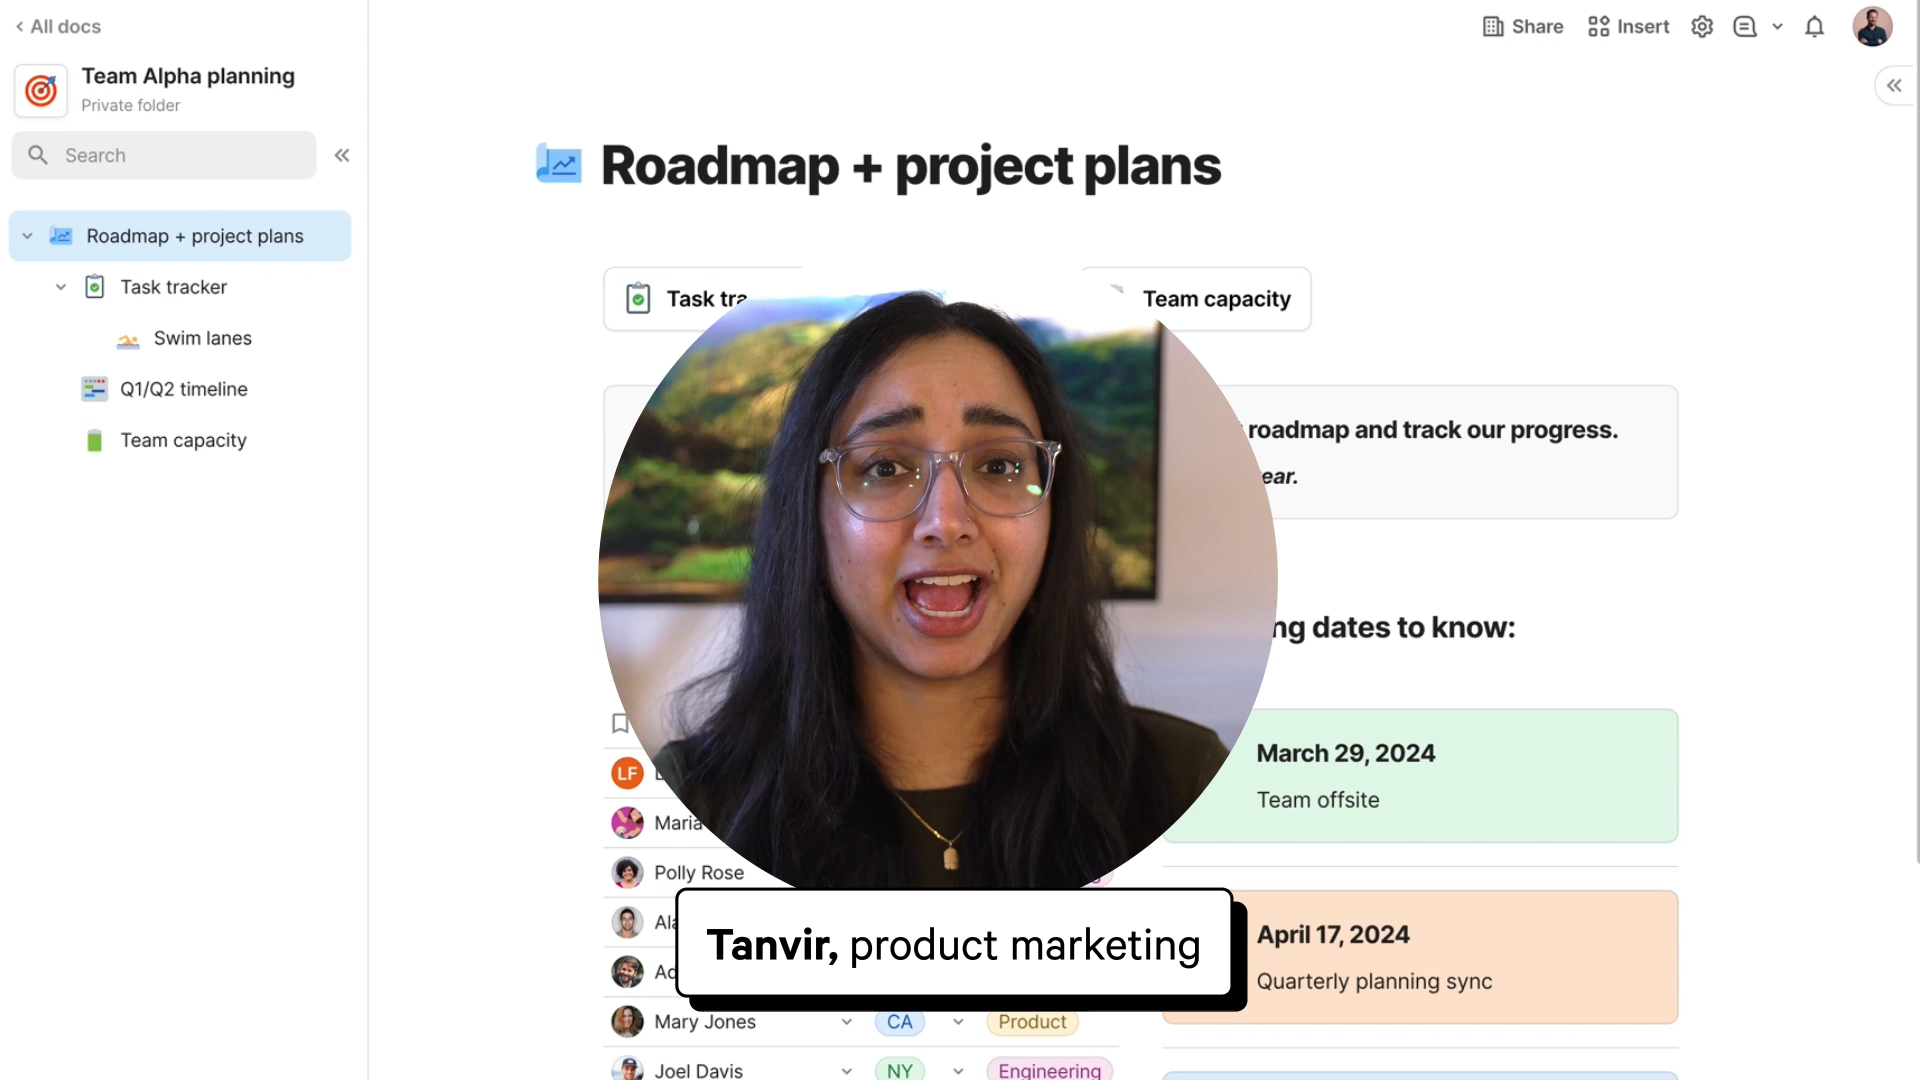 All docs
Share
Insert
Team Alpha planning
Private folder
Search
Roadmap + project plans
Task tracker
Swim lanes
Q1/Q2 timeline
Team capacity
Roadmap + project plans
Task
Team capacity
roadmap and track our progress.
dates to know:
LF
Maria
Polly Rose
Mary Jones
CA
Product
Joel Davis
NY
Engineering
March 29, 2024
Team offsite
April 17, 2024
Quarterly planning sync
Tanvir, product marketing